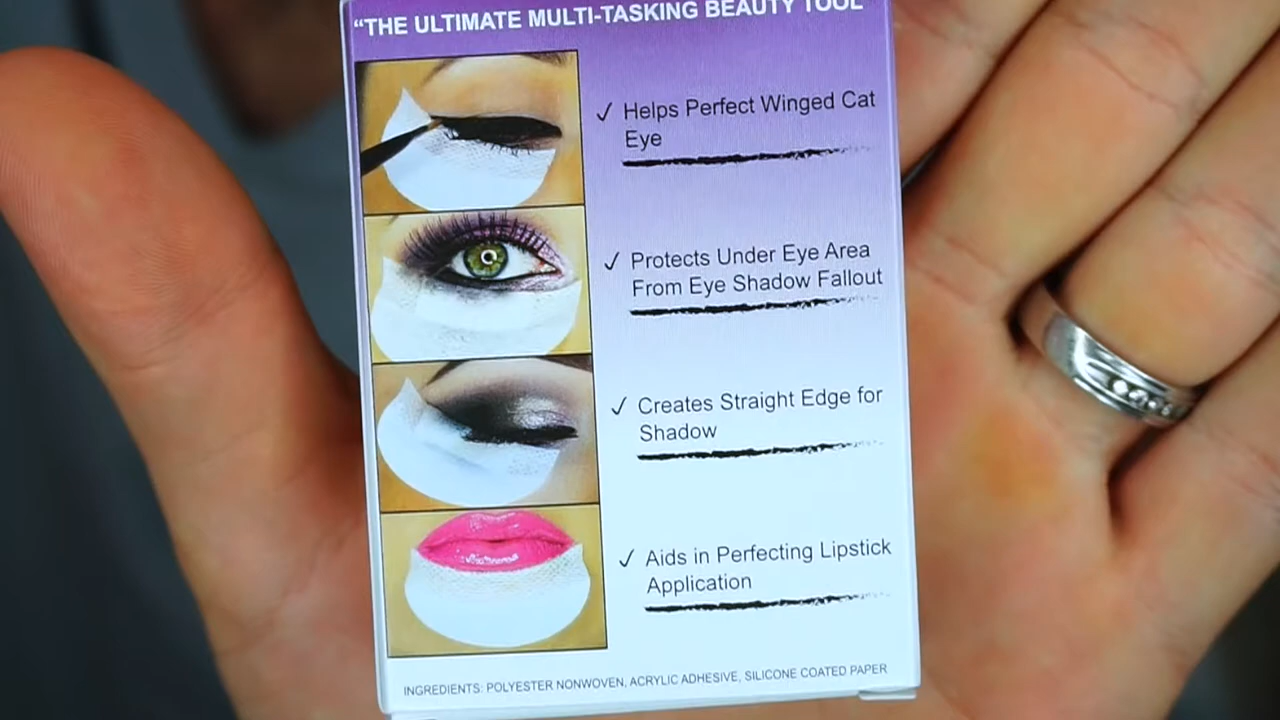 “THE ULTIMATE MULTI-TASKING BEAUTY TOOL”
✓ Helps Perfect Winged Cat
Eye
✓ Protects Under Eye Area
From Eye Shadow Fallout
✓ Creates Straight Edge for
Shadow
✓ Aids in Perfecting Lipstick
Application
INGREDIENTS: POLYESTER NONWOVEN, ACRYLIC ADHESIVE, SILICONE COATED PAPER